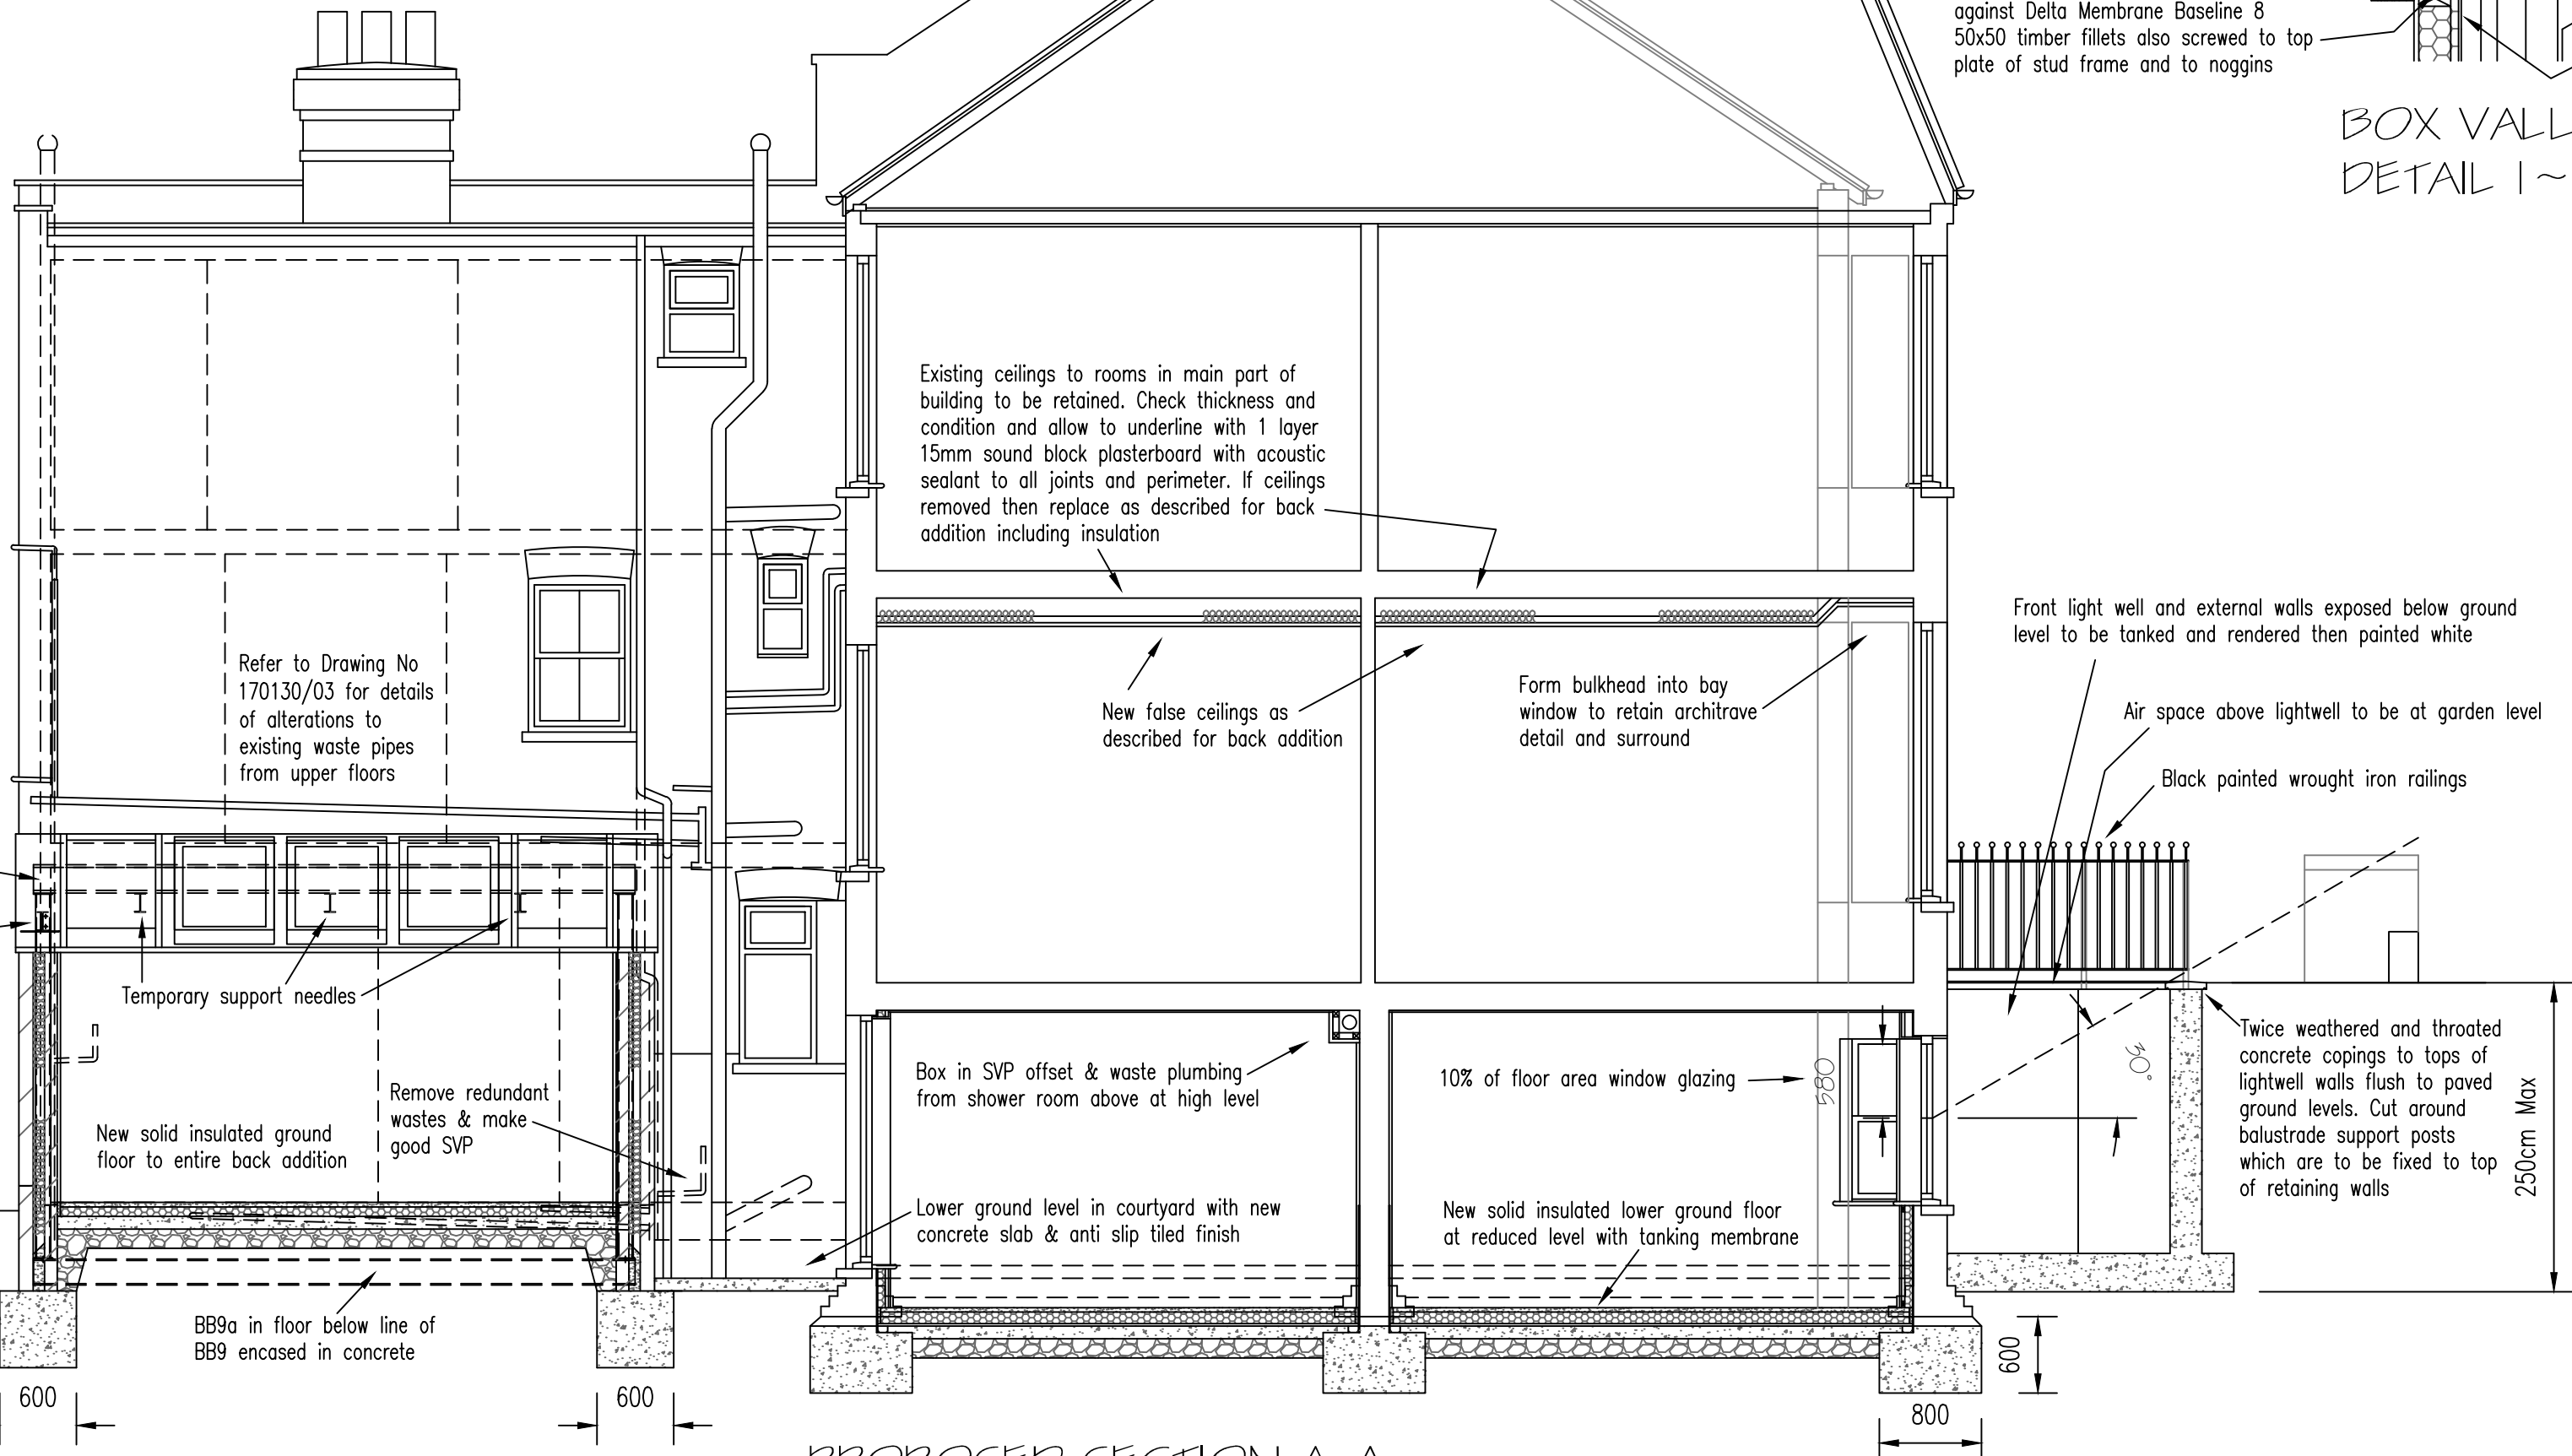 against Delta Membrane Baseline 8
50x50 timber fillets also screwed to top
plate of stud frame and to noggins
BOX VALL
DETAIL 1~
Existing ceilings to rooms in main part of
building to be retained. Check thickness and
condition and allow to underline with 1 layer
15mm sound block plasterboard with acoustic
sealant to all joints and perimeter. If ceilings
removed then replace as described for back
addition including insulation
Front light well and external walls exposed below ground
level to be tanked and rendered then painted white
Refer to Drawing No
170130/03 for details
of alterations to
existing waste pipes
from upper floors
New false ceilings as
described for back addition
Form bulkhead into bay
window to retain architrave
detail and surround
Air space above lightwell to be at garden level
Black painted wrought iron railings
Temporary support needles
Twice weathered and throated
concrete copings to tops of
lightwell walls flush to paved
ground levels. Cut around
balustrade support posts
which are to be fixed to top
of retaining walls
30°
250cm Max
Box in SVP offset & waste plumbing
from shower room above at high level
10% of floor area window glazing
580
Remove redundant
wastes & make
good SVP
New solid insulated ground
floor to entire back addition
Lower ground level in courtyard with new
concrete slab & anti slip tiled finish
New solid insulated lower ground floor
at reduced level with tanking membrane
BB9a in floor below line of
BB9 encased in concrete
600
600
600
800
PROPOSED SECTION A-A